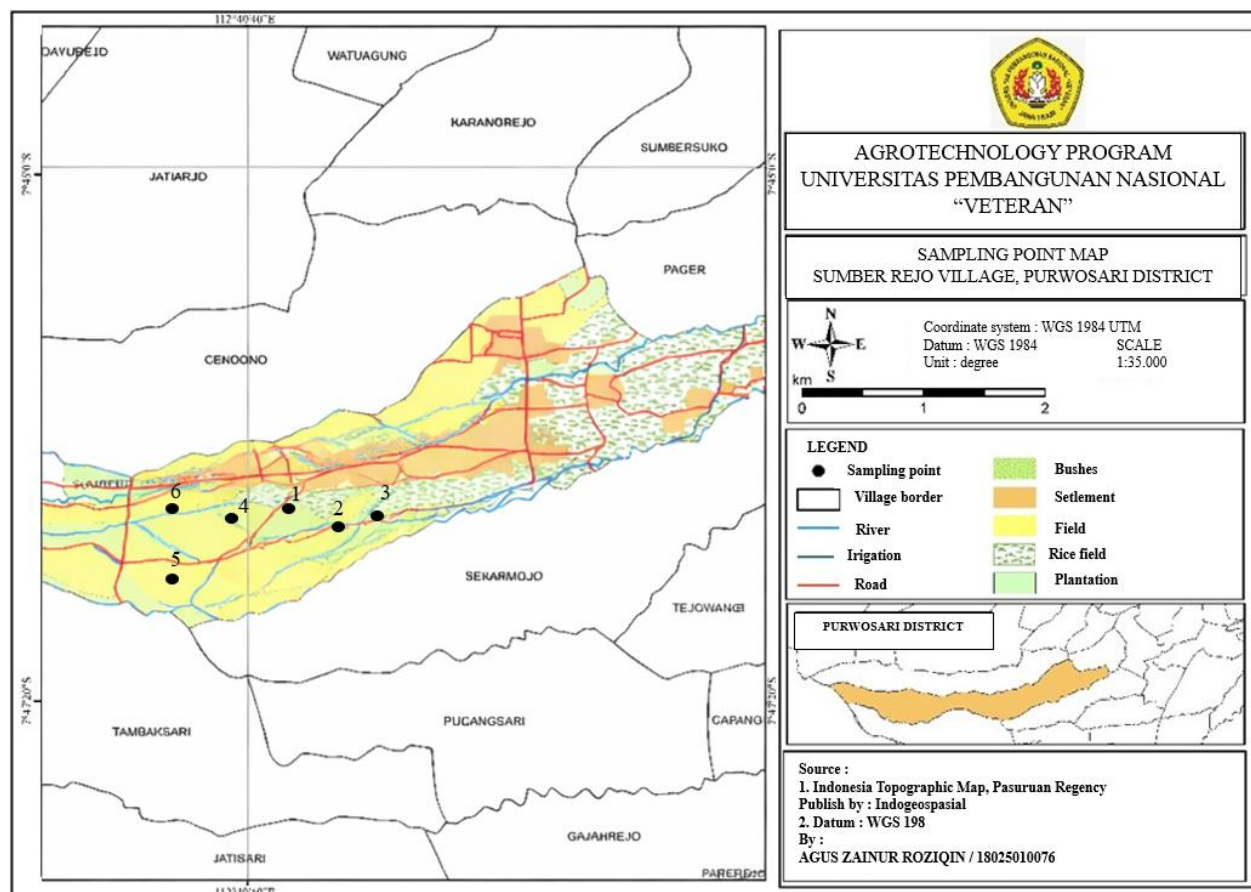 112°40'40"E
DAYUREJO
WATUAGUNG
KARANGREJO
SUMBERSUKO
7°45'0"S
7°45'0"S
JATIARJO
PAGER
CENDONO
6
4
1
2
3
5
SEKARMOJO
TEJOWANGI
7°47'20"S
7°47'20"S
TAMBAKSARI
PUCANGSARI
CAPANG
GAJAHREJO
JATISARI
PAREREJO
AGROTECHNOLOGY PROGRAM
UNIVERSITAS PEMBANGUNAN NASIONAL
“VETERAN”
SAMPLING POINT MAP
SUMBER REJO VILLAGE, PURWOSARI DISTRICT
N
W E
S
Coordinate system : WGS 1984 UTM
Datum : WGS 1984 SCALE
Unit : degree 1:35.000
km
0 1 2
LEGEND
Sampling point
Village border
River
Irigation
Road
Bushes
Setlement
Field
Rice field
Plantation
PURWOSARI DISTRICT
Source :
1. Indonesia Topographic Map, Pasuruan Regency
Publish by : Indogeospasial
2. Datum : WGS 198
By :
AGUS ZAINUR ROZIQIN / 18025010076